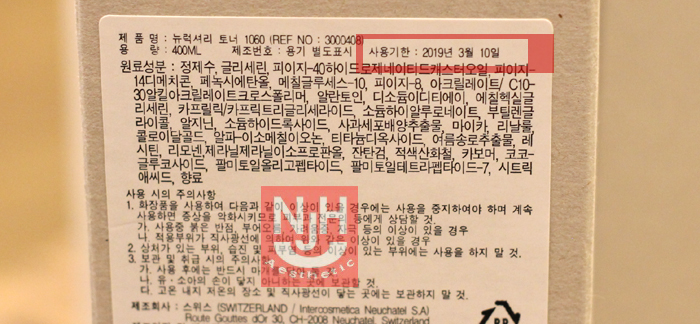 제 품 명 : 뉴럭셔리 토너 1060 (REF NO : 3000408)
용 량 : 400ML 제조번호 : 용기 별도표시 사용기한 : 2019년 3월 10일
원료성분 : 정제수, 글리세린, 피이지-40하이드로제네이티드캐스터오일, 피이지-
14디메치콘, 페녹시에탄올, 메칠글루세스-10, 피이지-8, 아크릴레이트/ C10-
30알킬아크릴레이트크로스폴리머, 알란토인, 디소듐이디티에이, 에칠헥실글리
세린, 카프릴릭/카프릭트리글리세라이드, 소듐하이알루로네이트, 부틸렌글
라이콜, 알지닌, 소듐하이드록사이드, 사과세포배양추출물, 마이카, 리날룰,
콜로이달골드, 알파-이소메칠이오논, 티타늄디옥사이드, 여름송로추출물, 레
시틴, 리모넨제라닐제라닐이소프로판올, 잔탄검, 적색산화철, 카보머, 코코-
글루코사이드, 팔미토일올리고펩타이드, 팔미토일테트라펩타이드-7, 시트릭
애씨드, 향료
사용 시의 주의사항
1. 화장품을 사용하여 다음과 같이 이상이 있을 경우에는 사용을 중지하여야 하며 계속
사용하면 증상을 악화시키므로 피부과 전문의 등에게 상담할 것.
가. 사용중 붉은 반점, 부어오름, 가려움증, 자극 등의 이상이 있을 경우
나. 적용부위가 직사광선에 의하여 위와 같은 이상이 있을 경우
2. 상처가 있는 부위, 습진 및 피부염 등의 이상이 있는 부위에는 사용을 하지 말 것.
3. 보관 및 취급 시의 주의사항
가. 사용 후에는 반드시 마개를 닫아 둘 것.
나. 유·소아의 손이 닿지 아니하는 곳에 보관할 것.
다. 고온 내지 저온의 장소 및 직사광선이 닿는 곳에는 보관하지 말 것.
NJH
Aesthetic
제조회사 : 스위스 (SWITZERLAND / Intercosmetica Neuchatel S.A)
Route Gouttes dOr 30, CH-2008 Neuchatel, Switzerland